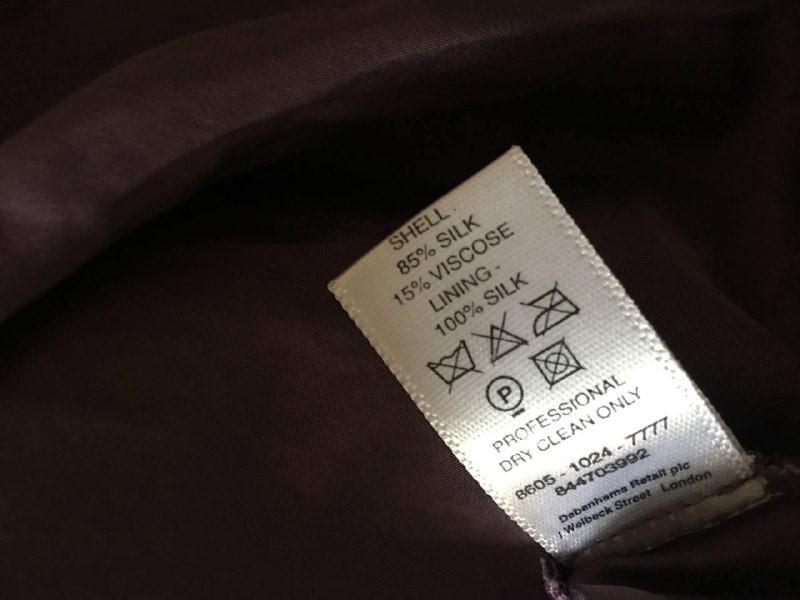 SHELL -
85% SILK
15% VISCOSE
LINING -
100% SILK
P
PROFESSIONAL
DRY CLEAN ONLY
8605 - 1024 - 7777
844703992
Debenhams Retail plc
1 Welbeck Street London